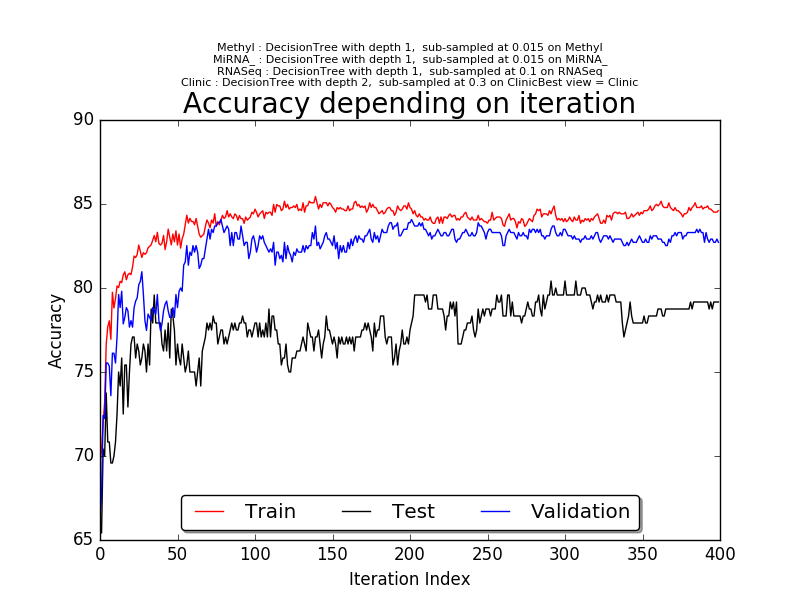 Methyl : DecisionTree with depth 1,  sub-sampled at 0.015 on Methyl
MiRNA_ : DecisionTree with depth 1,  sub-sampled at 0.015 on MiRNA_
RNASeq : DecisionTree with depth 1,  sub-sampled at 0.1 on RNASeq
Clinic : DecisionTree with depth 2,  sub-sampled at 0.3 on ClinicBest view = Clinic
Accuracy depending on iteration
90
85
80
75
70
65
Accuracy
Train Test Validation
0 50 100 150 200 250 300 350 400
Iteration Index